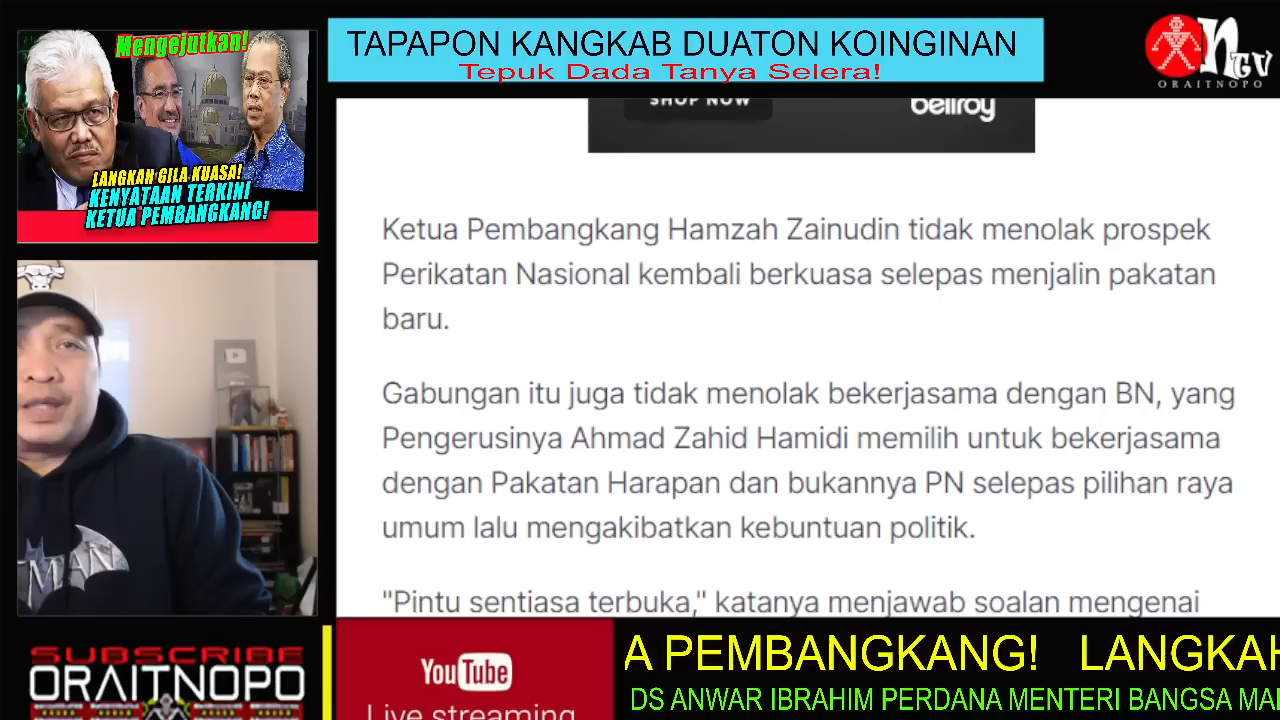 Mengejutkan!
LANGKAH GILA KUASA!
KENYATAAN TERKINI
KETUA PEMBANGKANG!
TAPAPON KANGKAB DUATON KOINGINAN
Tepuk Dada Tanya Selera!
n tv
ORAITNOPO
SHOP NOW
bellroy
Ketua Pembangkang Hamzah Zainudin tidak menolak prospek
Perikatan Nasional kembali berkuasa selepas menjalin pakatan
baru.
Gabungan itu juga tidak menolak bekerjasama dengan BN, yang
Pengerusinya Ahmad Zahid Hamidi memilih untuk bekerjasama
dengan Pakatan Harapan dan bukannya PN selepas pilihan raya
umum lalu mengakibatkan kebuntuan politik.
"Pintu sentiasa terbuka," katanya menjawab soalan mengenai
MAN
SUBSCRIBE
ORAITNOPO
YouTube
Live streaming
A PEMBANGKANG! LANGKAH
DS ANWAR IBRAHIM PERDANA MENTERI BANGSA MA